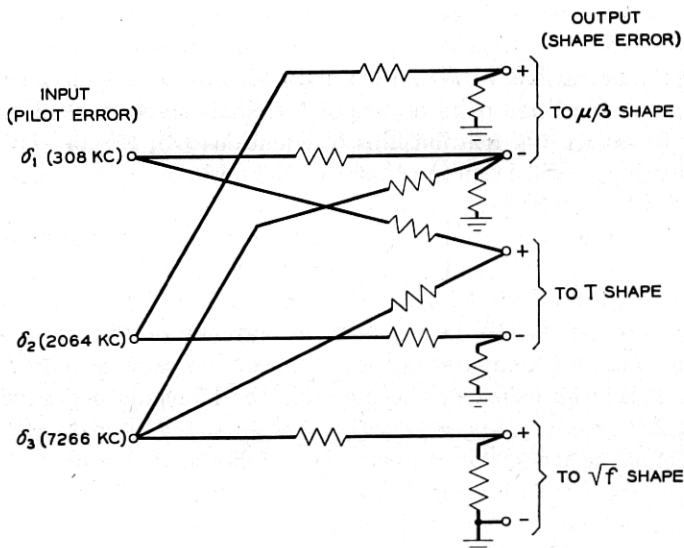 OUTPUT
(SHAPE ERROR)
INPUT
(PILOT ERROR)
+
TO μβ SHAPE
δ₁ (308 KC)
-
+
TO T SHAPE
δ₂ (2064 KC)
-
δ₃ (7266 KC)
+
TO √f SHAPE
-